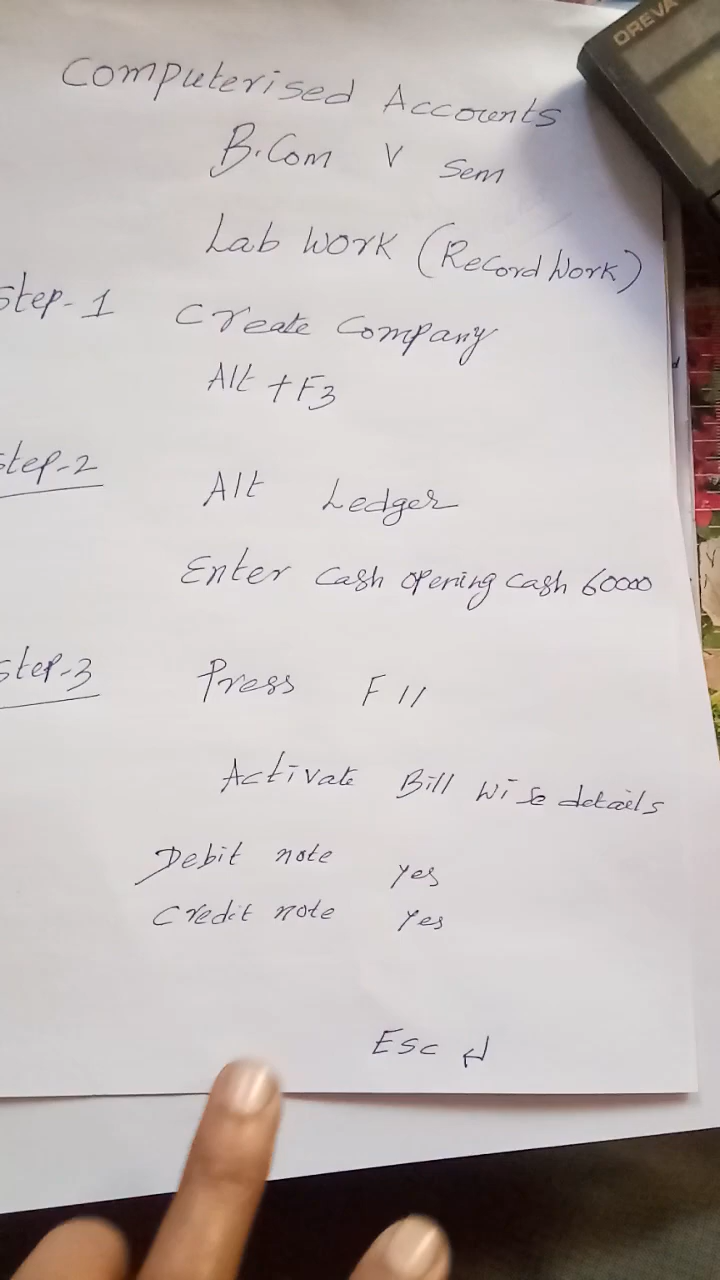 OREVA
Computerised Accounts
B.Com V Sem
Lab Work (Record Work)
Step-1 Create Company
Alt + F3
Step-2 Alt Ledger
Enter Cash opening Cash 60000
Step-3 Press F11
Activate Bill Wise details
Debit note yes
Credit note Yes
Esc ↵